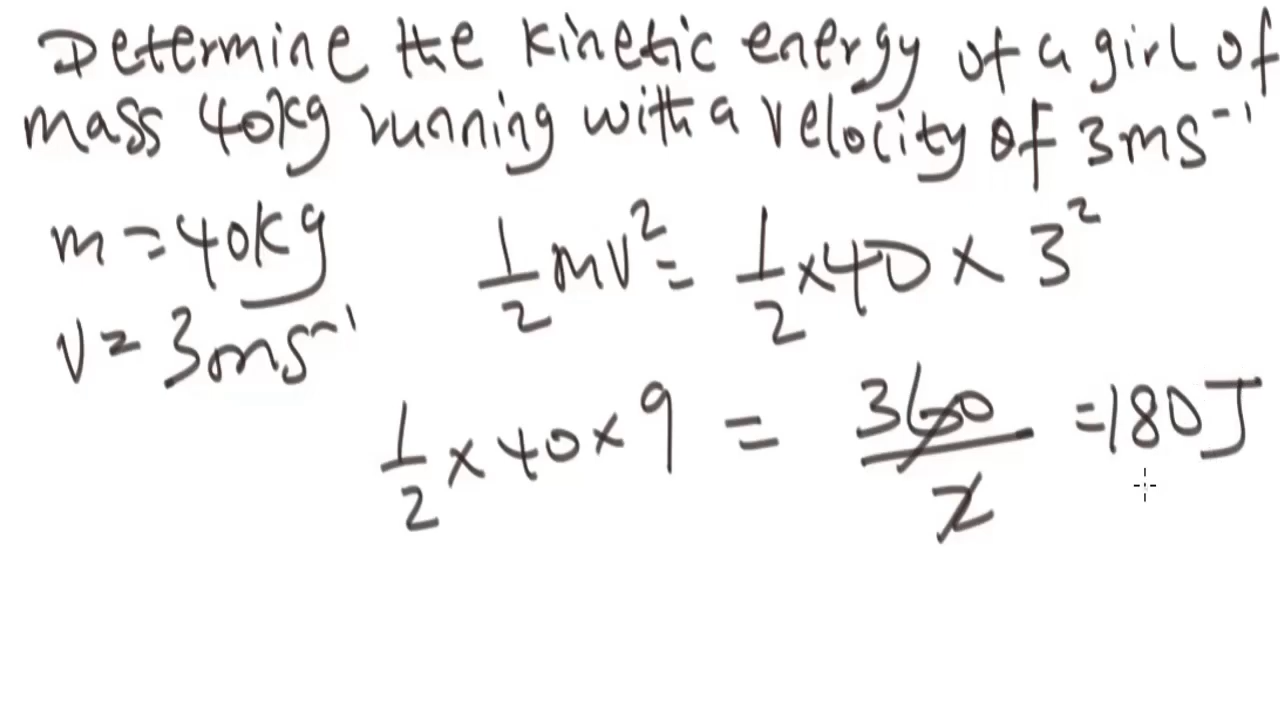 Determine the kinetic energy of a girl of
mass 40kg running with a velocity of 3ms⁻¹
m = 40kg
½mv² = ½ × 40 × 3²
v = 3ms⁻¹
½ × 40 × 9 = 360/2 = 180J